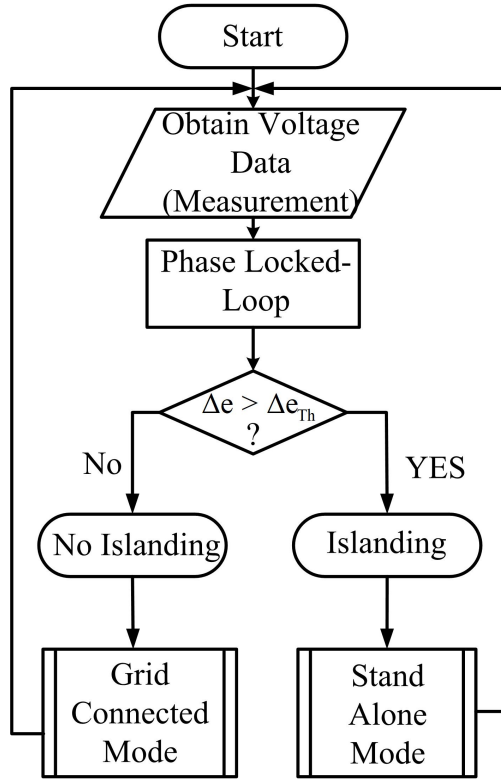 Start
Obtain Voltage
Data
(Measurement)
Phase Locked-
Loop
Δe > Δe_Th
?
No
YES
No Islanding
Islanding
Grid
Connected
Mode
Stand
Alone
Mode